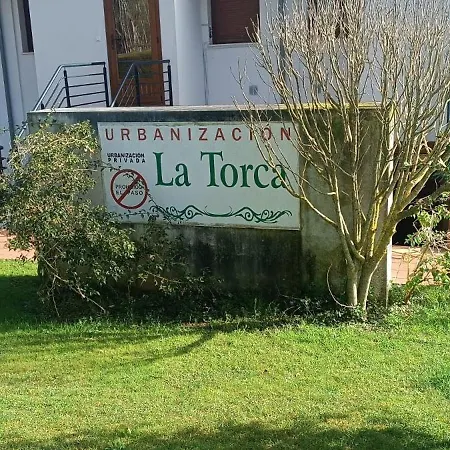 URBANIZACIÓN
URBANIZACIÓN
PRIVADA
PROHIBIDO
EL PASO
La Torca